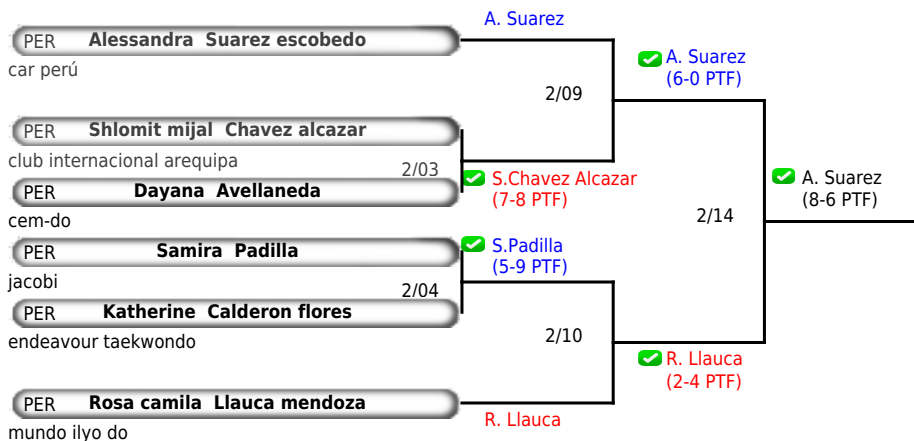 A. Suarez
PER Alessandra Suarez escobedo
car perú
A. Suarez
(6-0 PTF)
2/09
PER Shlomit mijal Chavez alcazar
club internacional arequipa
2/03
S.Chavez Alcazar
(7-8 PTF)
A. Suarez
(8-6 PTF)
PER Dayana Avellaneda
cem-do
2/14
PER Samira Padilla
S.Padilla
(5-9 PTF)
jacobi
2/04
PER Katherine Calderon flores
endeavour taekwondo
2/10
R. Llauca
(2-4 PTF)
PER Rosa camila Llauca mendoza
R. Llauca
mundo ilyo do